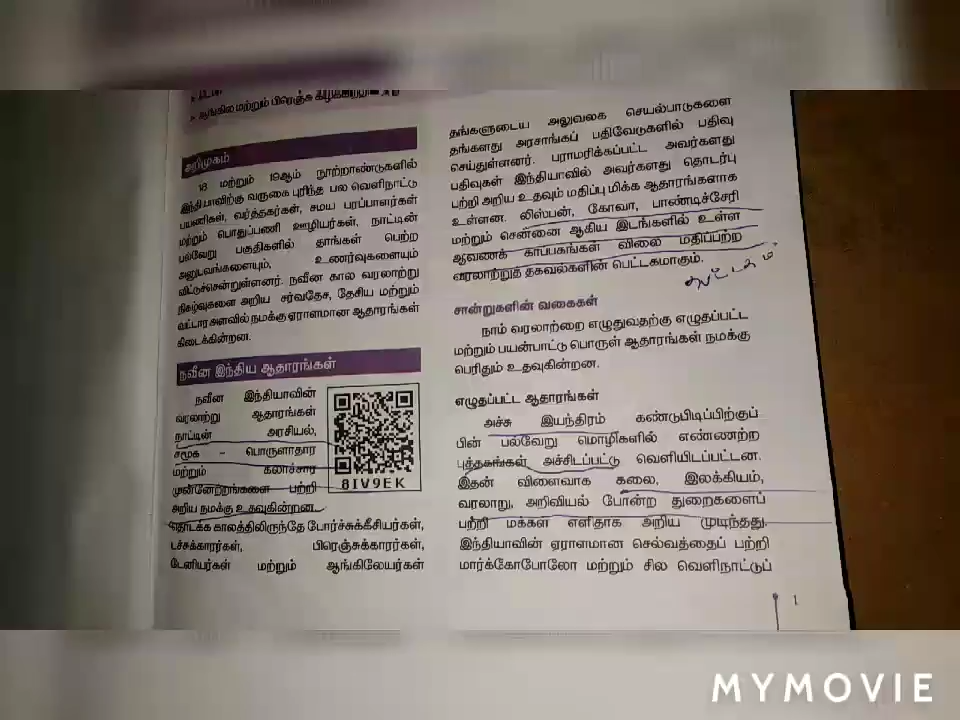 ஆங்கில மற்றும் பிரெஞ்சு
அறிமுகம்
18 மற்றும் 19ஆம் நூற்றாண்டுகளில்
இந்தியாவிற்கு வருகை புரிந்த பல வெளிநாட்டு
பயணிகள், வர்த்தகர்கள், சமய பரப்பாளர்கள்
மற்றும் பொதுப்பணி ஊழியர்கள், நாட்டின்
பல்வேறு பகுதிகளில் தாங்கள் பெற்ற
அனுபவங்களையும், உணர்வுகளையும்
விட்டுச்சென்றுள்ளனர். நவீன கால வரலாற்று
நிகழ்வுகளை அறிய சர்வதேச, தேசிய மற்றும்
வட்டார அளவில் நமக்கு ஏராளமான ஆதாரங்கள்
கிடைக்கின்றன.
நவீன இந்திய ஆதாரங்கள்
நவீன இந்தியாவின்
வரலாற்று ஆதாரங்கள்
நாட்டின் அரசியல்,
சமூக – பொருளாதார
மற்றும் கலாச்சார
முன்னேற்றங்களை பற்றி
அறிய நமக்கு உதவுகின்றன.
8IV9EK
தொடக்க காலத்திலிருந்தே போர்ச்சுக்கீசியர்கள்,
டச்சுக்காரர்கள், பிரெஞ்சுக்காரர்கள்,
டேனியர்கள் மற்றும் ஆங்கிலேயர்கள்
தங்களுடைய அலுவலக செயல்பாடுகளை
தங்களது அரசாங்கப் பதிவேடுகளில் பதிவு
செய்துள்ளனர். பராமரிக்கப்பட்ட அவர்களது
பதிவுகள் இந்தியாவில் அவர்களது தொடர்பு
பற்றி அறிய உதவும் மதிப்பு மிக்க ஆதாரங்களாக
உள்ளன. லிஸ்பன், கோவா, பாண்டிச்சேரி
மற்றும் சென்னை ஆகிய இடங்களில் உள்ள
ஆவணக் காப்பகங்கள் விலை மதிப்பற்ற
வரலாற்றுத் தகவல்களின் பெட்டகமாகும்.
சான்றுகளின் வகைகள்
நாம் வரலாற்றை எழுதுவதற்கு எழுதப்பட்ட
மற்றும் பயன்பாட்டு பொருள் ஆதாரங்கள் நமக்கு
பெரிதும் உதவுகின்றன.
எழுதப்பட்ட ஆதாரங்கள்
அச்சு இயந்திரம் கண்டுபிடிப்பிற்குப்
பின் பல்வேறு மொழிகளில் எண்ணற்ற
புத்தகங்கள் அச்சிடப்பட்டு வெளியிடப்பட்டன.
இதன் விளைவாக கலை, இலக்கியம்,
வரலாறு, அறிவியல் போன்ற துறைகளைப்
பற்றி மக்கள் எளிதாக அறிய முடிந்தது.
இந்தியாவின் ஏராளமான செல்வத்தைப் பற்றி
மார்க்கோபோலோ மற்றும் சில வெளிநாட்டுப்
1
MYMOVIE